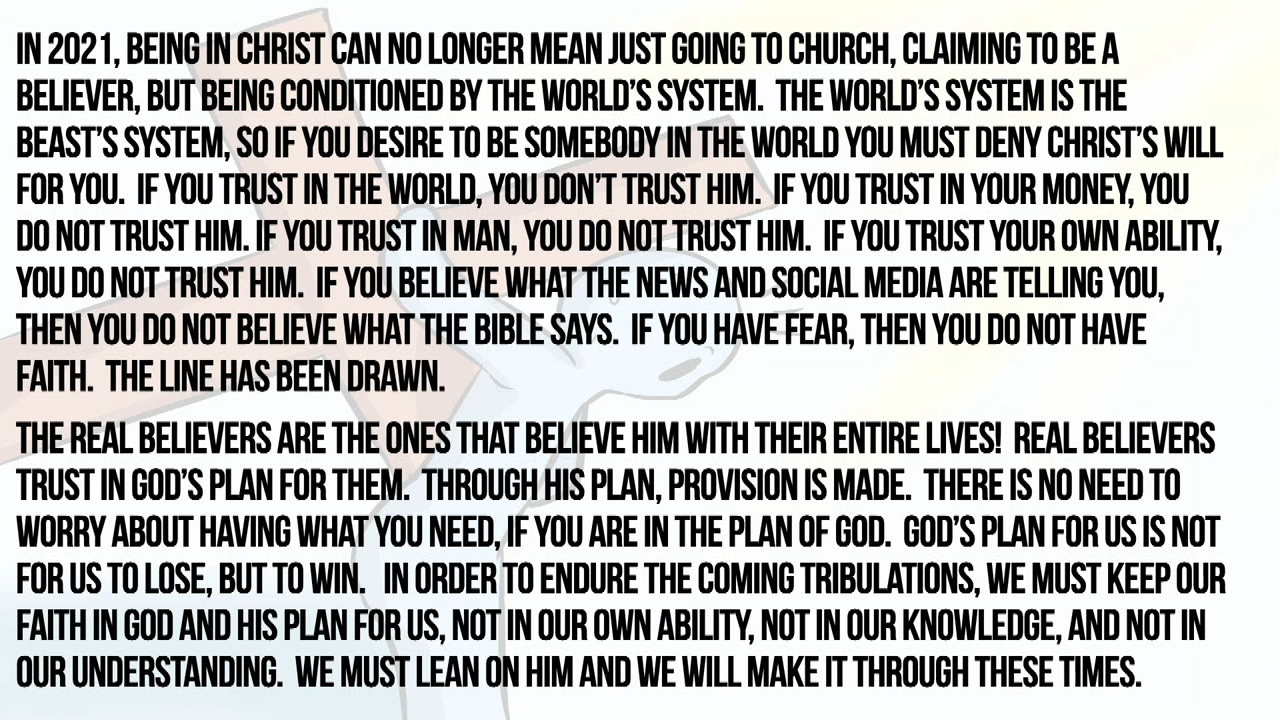 IN 2021, BEING IN CHRIST CAN NO LONGER MEAN JUST GOING TO CHURCH, CLAIMING TO BE A
BELIEVER, BUT BEING CONDITIONED BY THE WORLD'S SYSTEM. THE WORLD'S SYSTEM IS THE
BEAST'S SYSTEM, SO IF YOU DESIRE TO BE SOMEBODY IN THE WORLD YOU MUST DENY CHRIST'S WILL
FOR YOU. IF YOU TRUST IN THE WORLD, YOU DON'T TRUST HIM. IF YOU TRUST IN YOUR MONEY, YOU
DO NOT TRUST HIM. IF YOU TRUST IN MAN, YOU DO NOT TRUST HIM. IF YOU TRUST YOUR OWN ABILITY,
YOU DO NOT TRUST HIM. IF YOU BELIEVE WHAT THE NEWS AND SOCIAL MEDIA ARE TELLING YOU,
THEN YOU DO NOT BELIEVE WHAT THE BIBLE SAYS. IF YOU HAVE FEAR, THEN YOU DO NOT HAVE
FAITH. THE LINE HAS BEEN DRAWN.
THE REAL BELIEVERS ARE THE ONES THAT BELIEVE HIM WITH THEIR ENTIRE LIVES! REAL BELIEVERS
TRUST IN GOD'S PLAN FOR THEM. THROUGH HIS PLAN, PROVISION IS MADE. THERE IS NO NEED TO
WORRY ABOUT HAVING WHAT YOU NEED, IF YOU ARE IN THE PLAN OF GOD. GOD'S PLAN FOR US IS NOT
FOR US TO LOSE, BUT TO WIN. IN ORDER TO ENDURE THE COMING TRIBULATIONS, WE MUST KEEP OUR
FAITH IN GOD AND HIS PLAN FOR US, NOT IN OUR OWN ABILITY, NOT IN OUR KNOWLEDGE, AND NOT IN
OUR UNDERSTANDING. WE MUST LEAN ON HIM AND WE WILL MAKE IT THROUGH THESE TIMES.